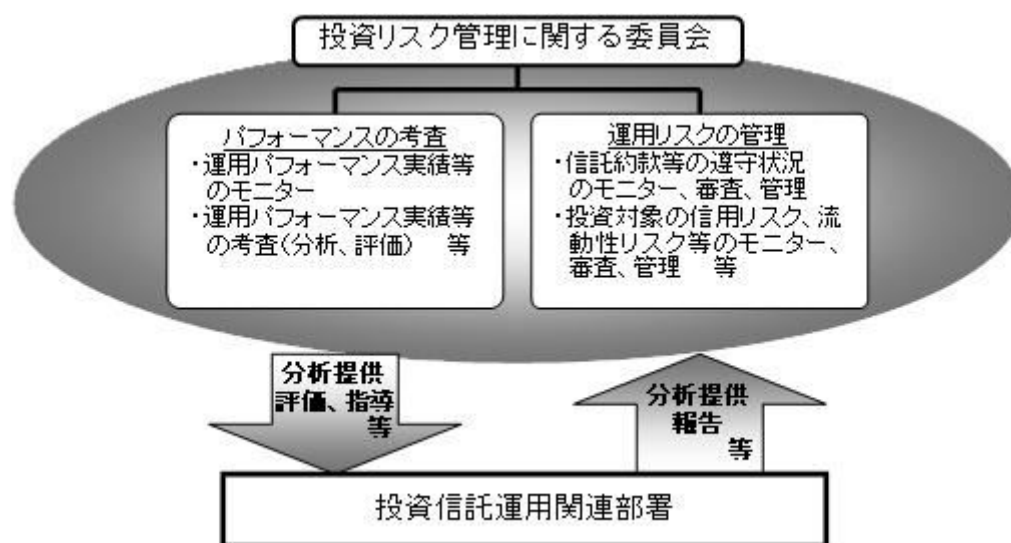 投資リスク管理に関する委員会
パフォーマンスの考査
・運用パフォーマンス実績等
のモニター
・運用パフォーマンス実績等
の考査(分析、評価) 等
運用リスクの管理
・信託約款等の遵守状況
のモニター、審査、管理
・投資対象の信用リスク、流
動性リスク等のモニター、
審査、管理 等
分析提供
評価、指導
等
分析提供
報告
等
投資信託運用関連部署